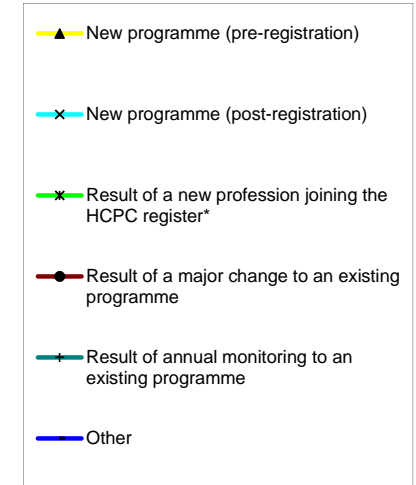 New programme (pre-registration)
New programme (post-registration)
Result of a new profession joining the
HCPC register*
Result of a major change to an existing
programme
Result of annual monitoring to an
existing programme
Other